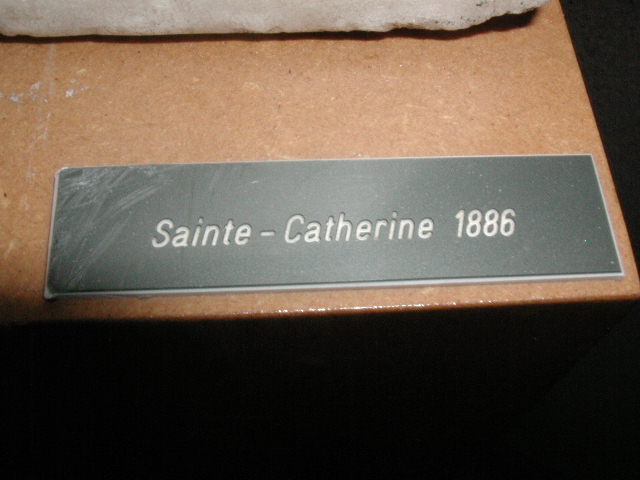 Sainte - Catherine 1886